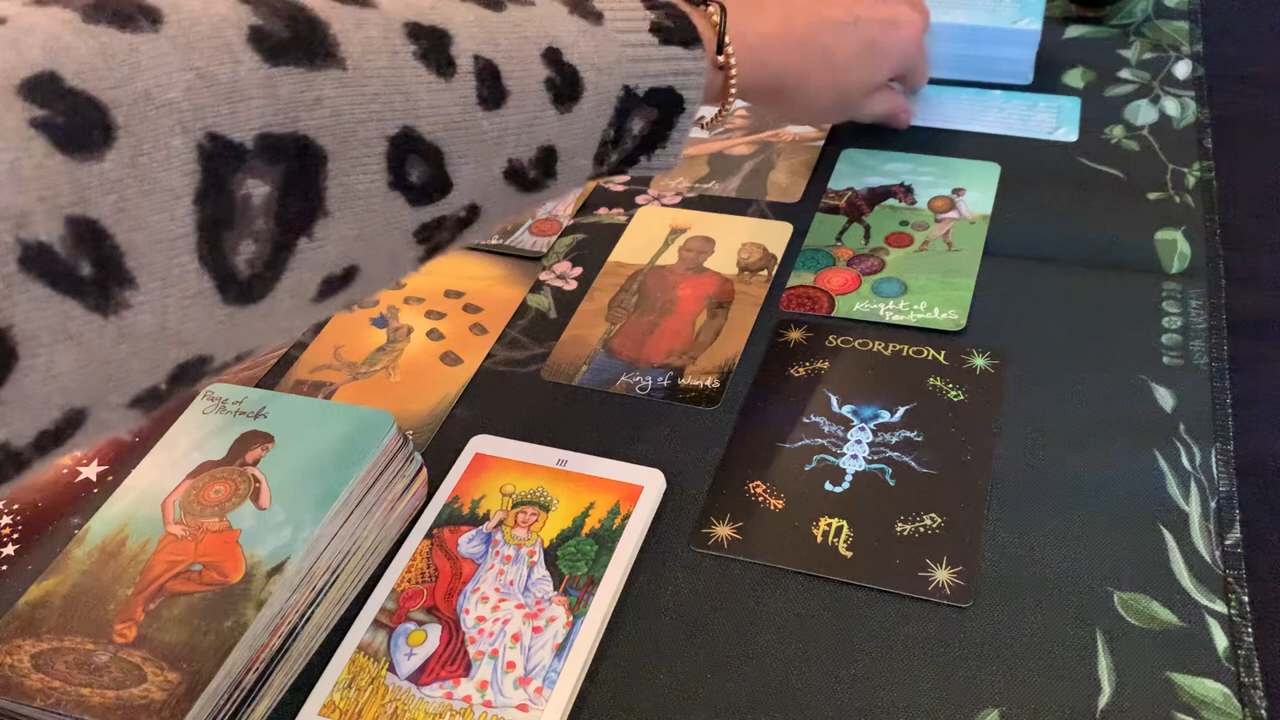 Knight of
Pentacles
SCORPION
King of Wands
Page of
Pentacles
III